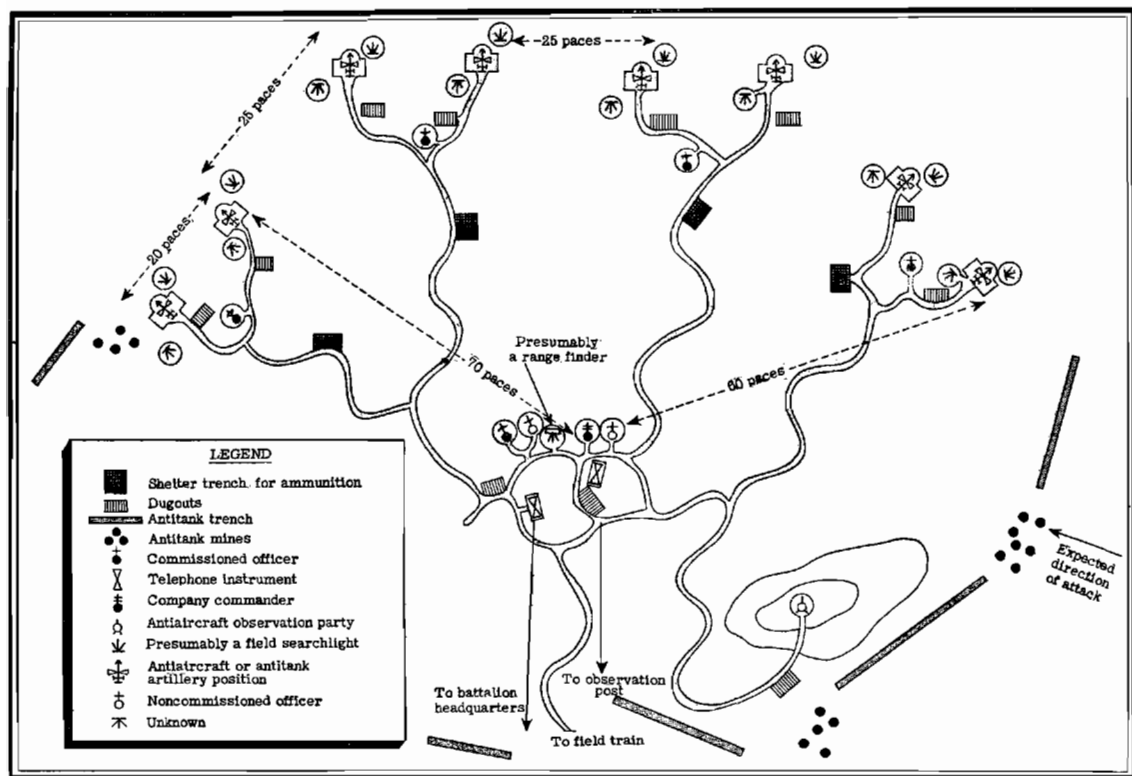 25 paces
25 paces
20 paces
Presumably
a range finder
70 paces
60 paces
LEGEND
Shelter trench for ammunition
Dugouts
Antitank trench
Antitank mines
Commissioned officer
Telephone instrument
Company commander
Antiaircraft observation party
Presumably a field searchlight
Antiaircraft or antitank
artillery position
Noncommissioned officer
Unknown
Expected
direction
of attack
To battalion
headquarters
To observation
post
To field train